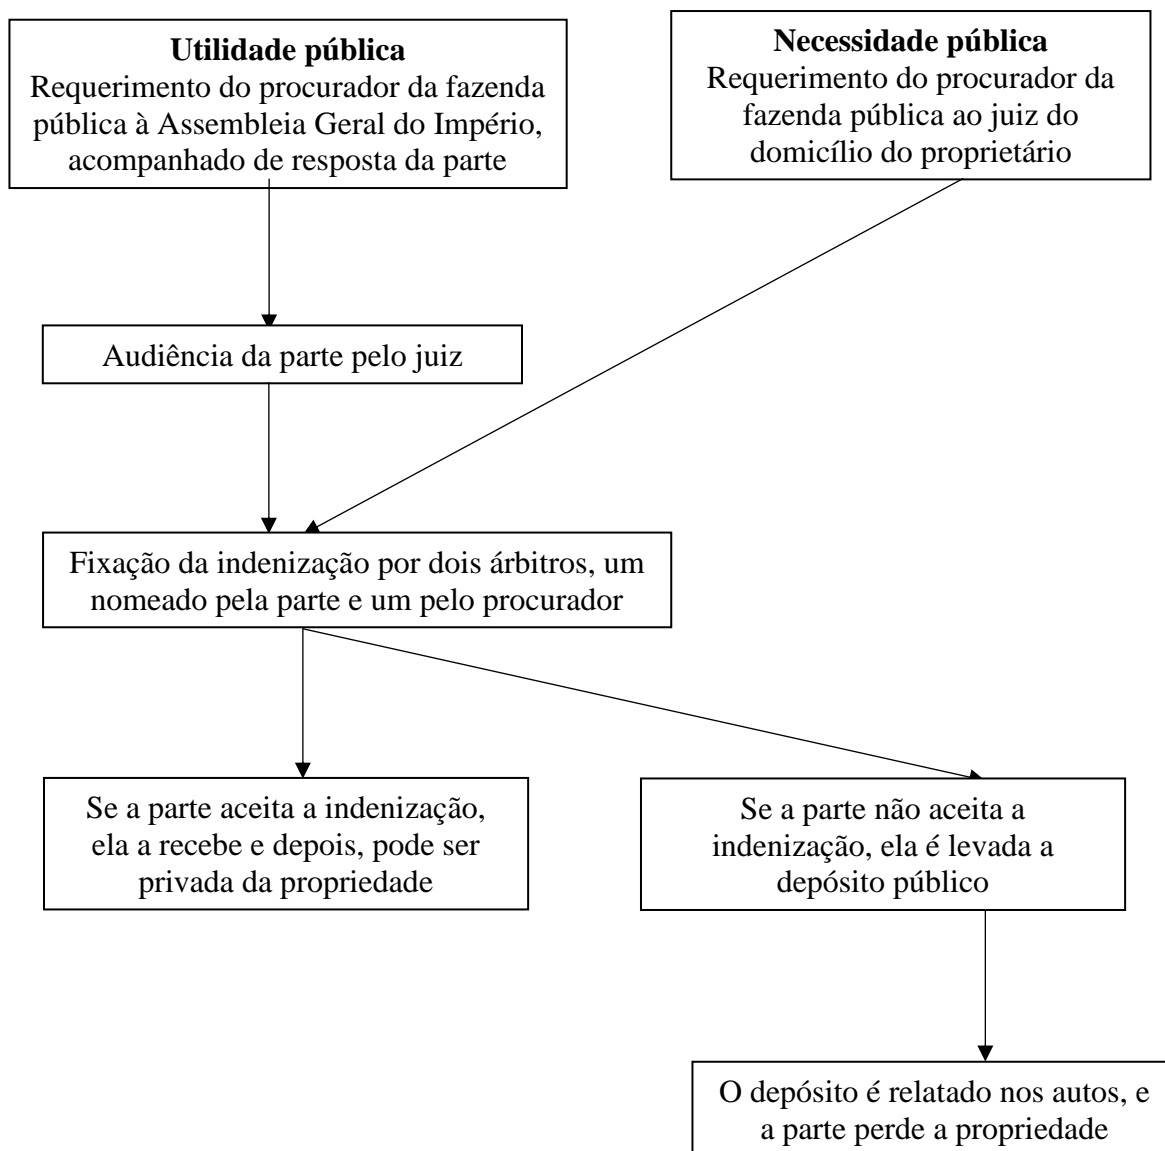 Utilidade pública
Requerimento do procurador da fazenda
pública à Assembleia Geral do Império,
acompanhado de resposta da parte
Necessidade pública
Requerimento do procurador da
fazenda pública ao juiz do
domicílio do proprietário
Audiência da parte pelo juiz
Fixação da indenização por dois árbitros, um
nomeado pela parte e um pelo procurador
Se a parte aceita a indenização,
ela a recebe e depois, pode ser
privada da propriedade
Se a parte não aceita a
indenização, ela é levada a
depósito público
O depósito é relatado nos autos, e
a parte perde a propriedade